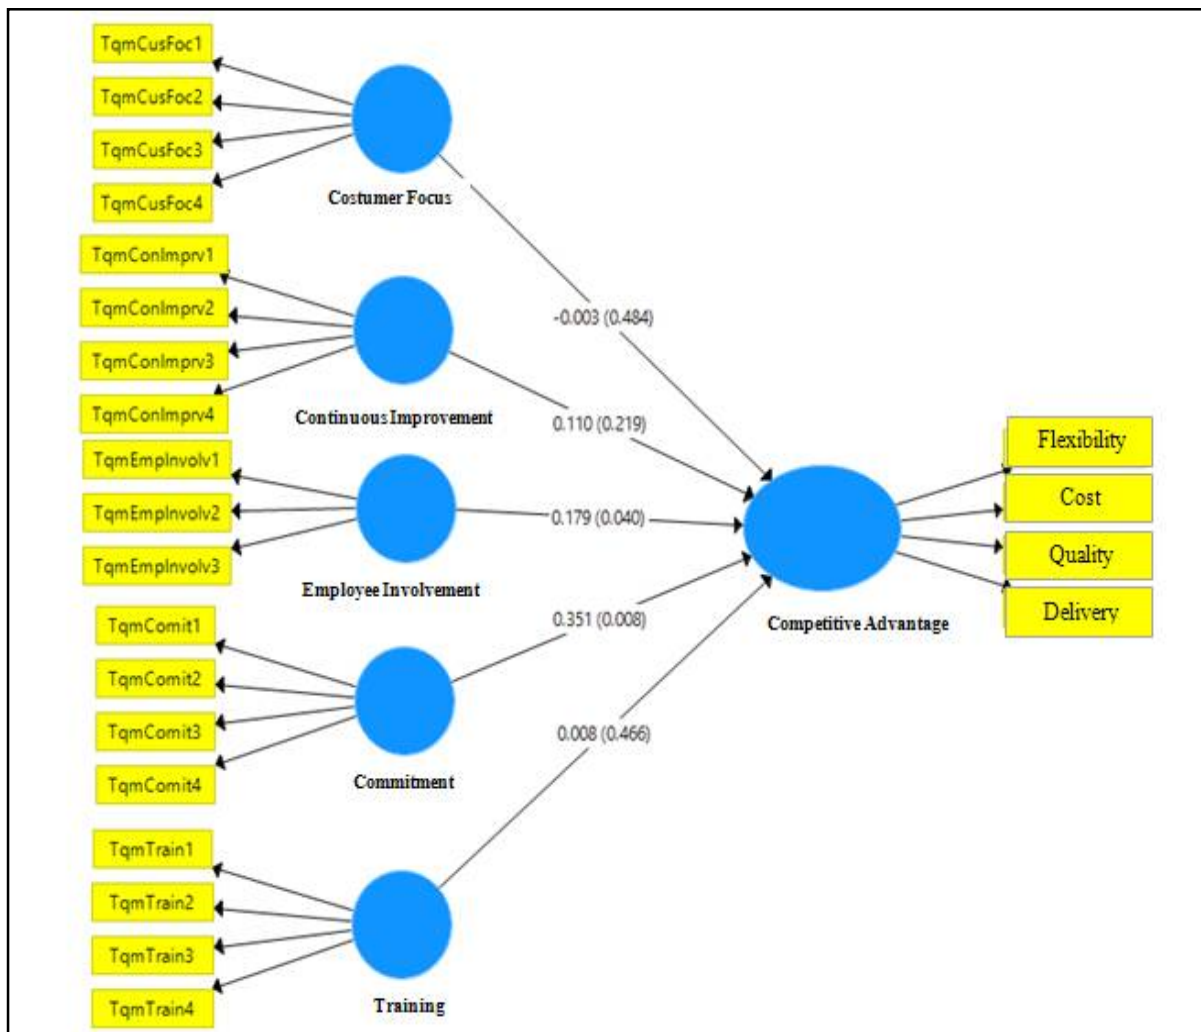 TqmCusFoc1
TqmCusFoc2
TqmCusFoc3
TqmCusFoc4
Costumer Focus
TqmConImprv1
TqmConImprv2
TqmConImprv3
TqmConImprv4
Continuous Improvement
TqmEmpInvolv1
TqmEmpInvolv2
TqmEmpInvolv3
Employee Involvement
TqmComit1
TqmComit2
TqmComit3
TqmComit4
Commitment
TqmTrain1
TqmTrain2
TqmTrain3
TqmTrain4
Training
-0.003 (0.484)
0.110 (0.219)
0.179 (0.040)
0.351 (0.008)
0.008 (0.466)
Competitive Advantage
Flexibility
Cost
Quality
Delivery